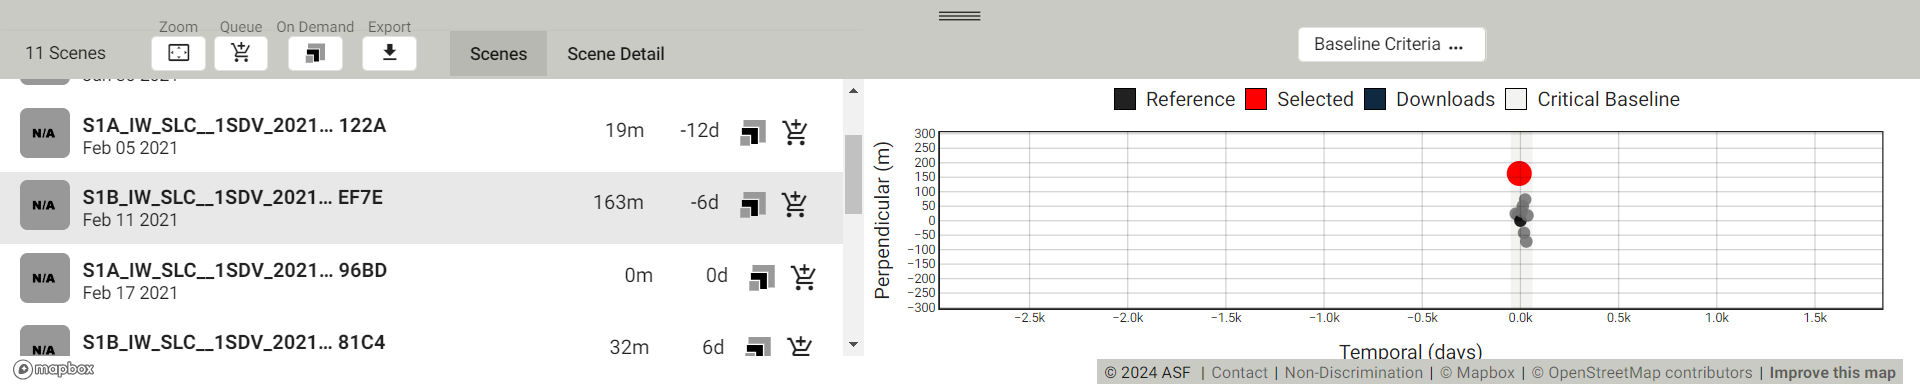 Zoom Queue On Demand Export
11 Scenes Scenes Scene Detail Baseline Criteria ...
N/A S1A_IW_SLC__1SDV_2021... 122A 19m -12d
Feb 05 2021
N/A S1B_IW_SLC__1SDV_2021... EF7E 163m -6d
Feb 11 2021
N/A S1A_IW_SLC__1SDV_2021... 96BD 0m 0d
Feb 17 2021
N/A S1B_IW_SLC__1SDV_2021... 81C4 32m 6d
mapbox
Reference Selected Downloads Critical Baseline
Perpendicular (m)
300
250
200
150
100
50
0
−50
−100
−150
−200
−250
−300
−2.5k −2.0k −1.5k −1.0k −0.5k 0.0k 0.5k 1.0k 1.5k
Temporal (days)
© 2024 ASF | Contact | Non-Discrimination | © Mapbox | © OpenStreetMap contributors | Improve this map